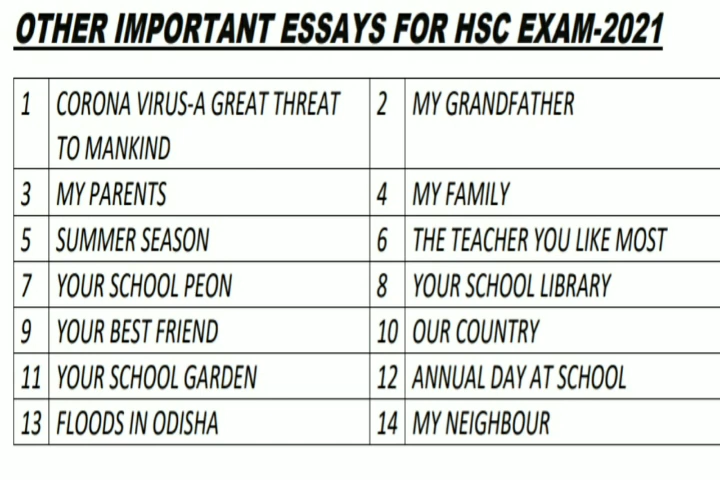 OTHER IMPORTANT ESSAYS FOR HSC EXAM-2021
1 CORONA VIRUS-A GREAT THREAT TO MANKIND 2 MY GRANDFATHER
3 MY PARENTS 4 MY FAMILY
5 SUMMER SEASON 6 THE TEACHER YOU LIKE MOST
7 YOUR SCHOOL PEON 8 YOUR SCHOOL LIBRARY
9 YOUR BEST FRIEND 10 OUR COUNTRY
11 YOUR SCHOOL GARDEN 12 ANNUAL DAY AT SCHOOL
13 FLOODS IN ODISHA 14 MY NEIGHBOUR